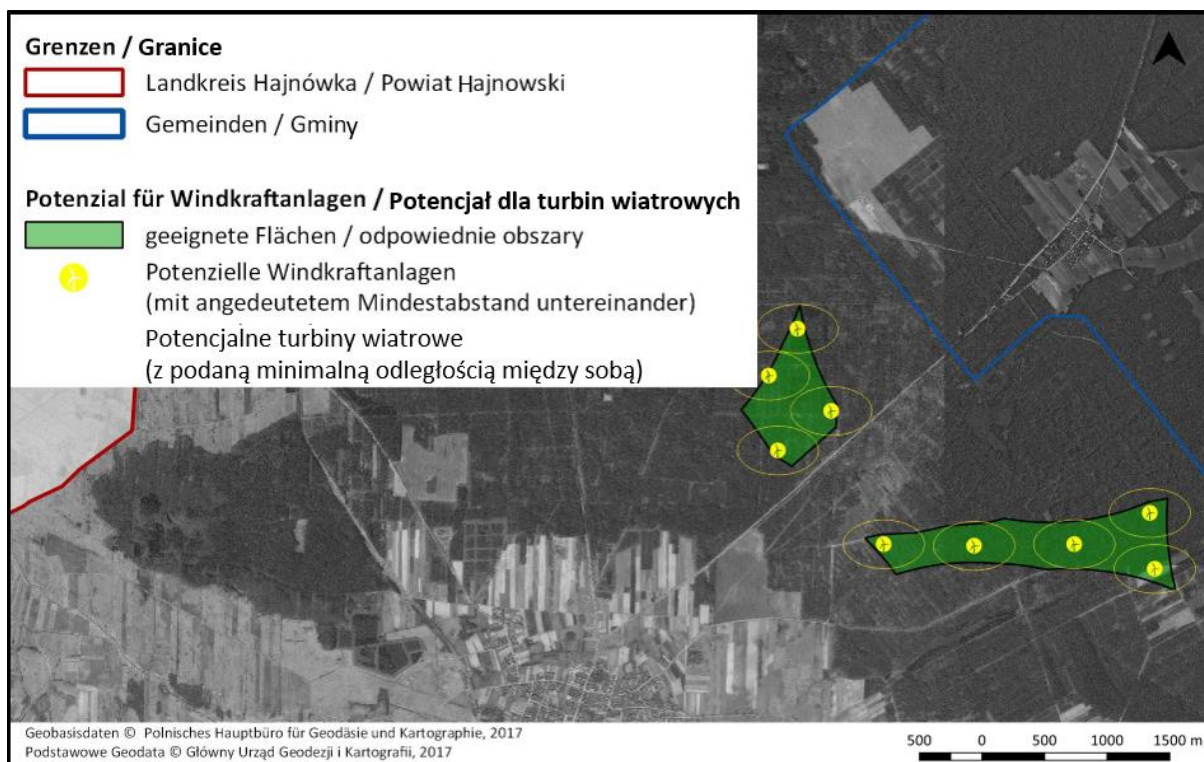 Grenzen / Granice
Landkreis Hajnówka / Powiat Hajnowski
Gemeinden / Gminy
Potenzial für Windkraftanlagen / Potencjał dla turbin wiatrowych
geeignete Flächen / odpowiednie obszary
Potenzielle Windkraftanlagen
(mit angedeutetem Mindestabstand untereinander)
Potencjalne turbiny wiatrowe
(z podaną minimalną odległością między sobą)
Geobasisdaten © Polnisches Hauptbüro für Geodäsie und Kartographie, 2017
Podstawowe Geodata © Główny Urząd Geodezji i Kartografii, 2017
500 0 500 1000 1500 m